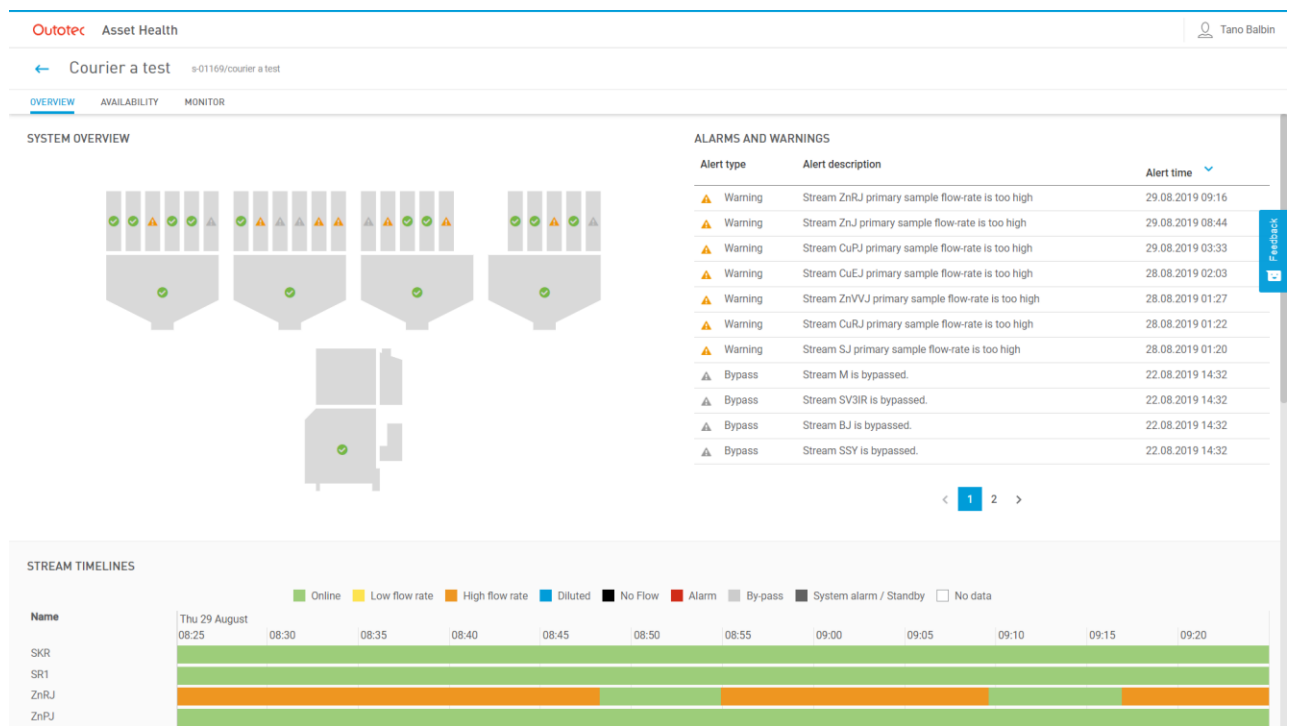 Outotec Asset Health
Tano Balbin
← Courier a test s-01169/courier a test
OVERVIEW AVAILABILITY MONITOR
SYSTEM OVERVIEW
ALARMS AND WARNINGS
Alert type Alert description Alert time
Warning Stream ZnRJ primary sample flow-rate is too high 29.08.2019 09:16
Warning Stream ZnJ primary sample flow-rate is too high 29.08.2019 08:44
Warning Stream CuPJ primary sample flow-rate is too high 29.08.2019 03:33
Warning Stream CuEJ primary sample flow-rate is too high 28.08.2019 02:03
Warning Stream ZnVVJ primary sample flow-rate is too high 28.08.2019 01:27
Warning Stream CuRJ primary sample flow-rate is too high 28.08.2019 01:22
Warning Stream SJ primary sample flow-rate is too high 28.08.2019 01:20
Bypass Stream M is bypassed. 22.08.2019 14:32
Bypass Stream SV3IR is bypassed. 22.08.2019 14:32
Bypass Stream BJ is bypassed. 22.08.2019 14:32
Bypass Stream SSY is bypassed. 22.08.2019 14:32
< 1 2 >
Feedback
STREAM TIMELINES
Online Low flow rate High flow rate Diluted No Flow Alarm By-pass System alarm / Standby No data
Name Thu 29 August
08:25 08:30 08:35 08:40 08:45 08:50 08:55 09:00 09:05 09:10 09:15 09:20
SKR
SR1
ZnRJ
ZnPJ